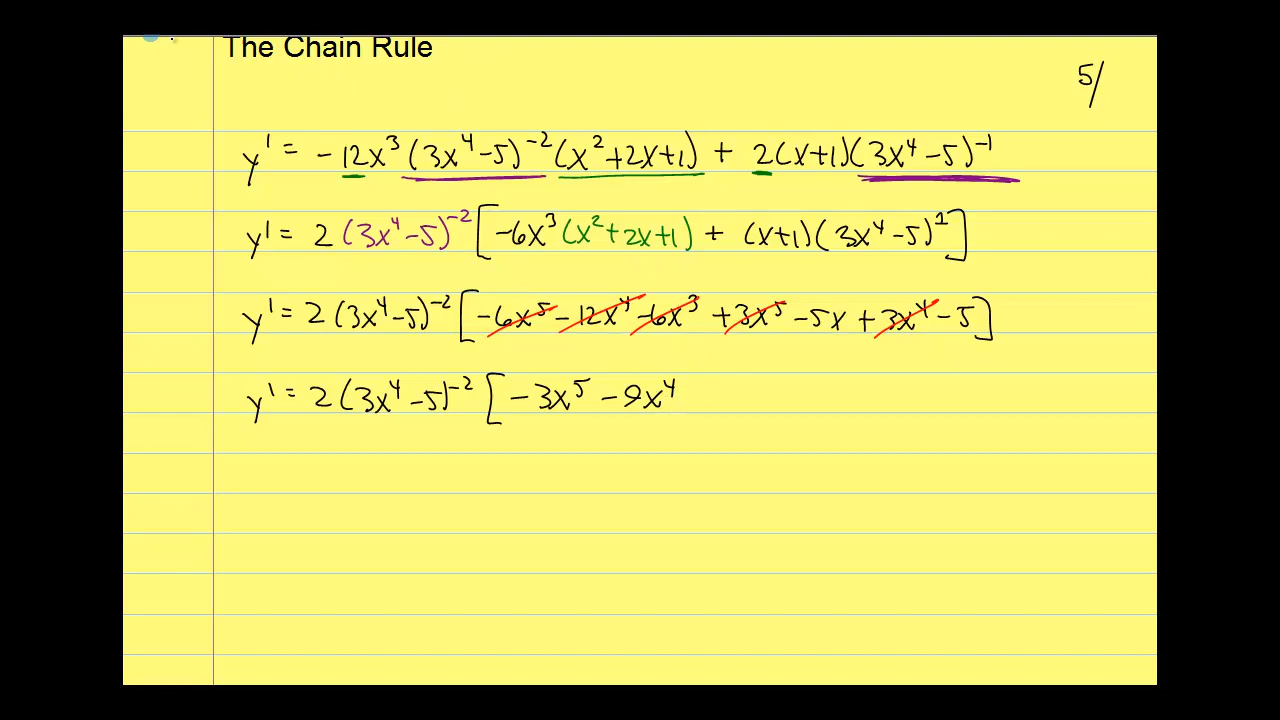 The Chain Rule
5/
y' = -12x³(3x⁴-5)⁻²(x²+2x+1) + 2(x+1)(3x⁴-5)⁻¹
y' = 2(3x⁴-5)⁻²[-6x³(x²+2x+1) + (x+1)(3x⁴-5)¹]
y' = 2(3x⁴-5)⁻²[-6x⁵-12x⁴-6x³+3x⁵-5x+3x⁴-5]
y' = 2(3x⁴-5)⁻²[-3x⁵-9x⁴